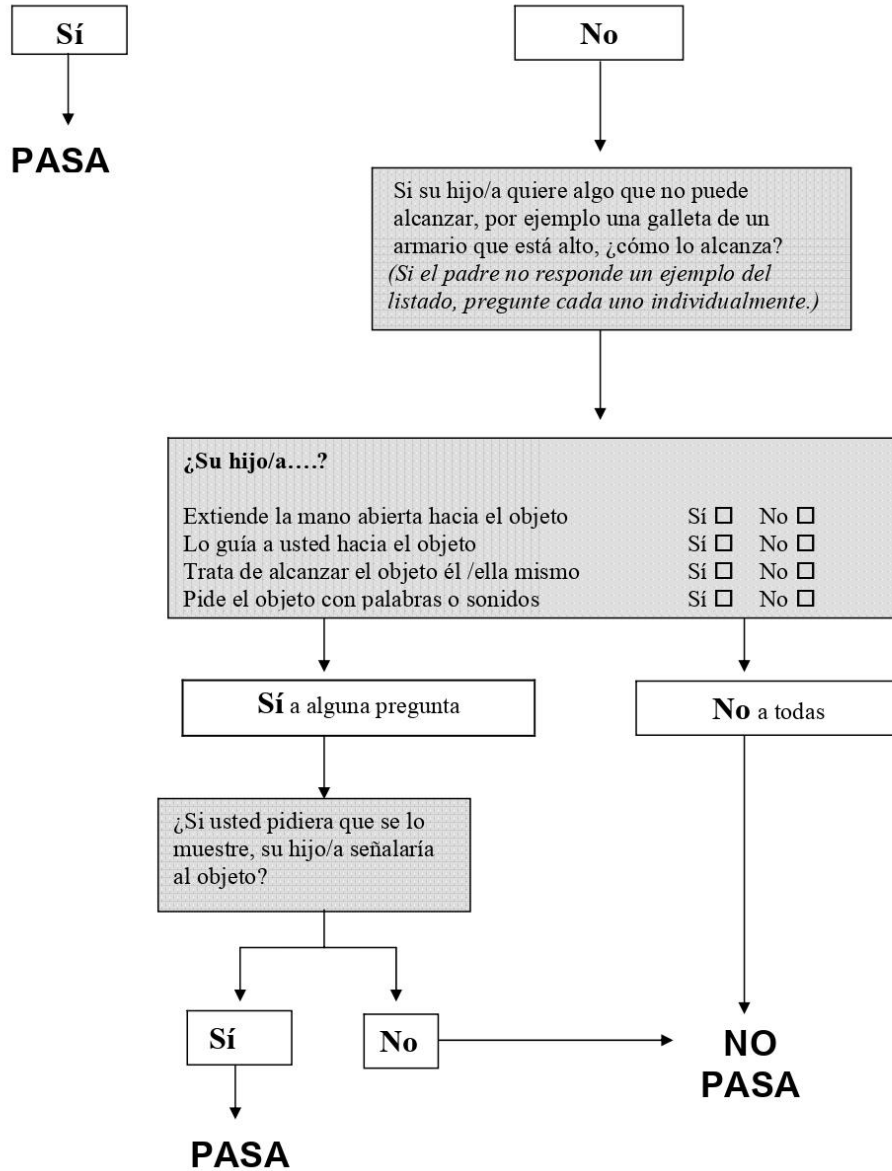 Sí
No
PASA
Si su hijo/a quiere algo que no puede
alcanzar, por ejemplo una galleta de un
armario que está alto, ¿cómo lo alcanza?
(Si el padre no responde un ejemplo del
listado, pregunte cada uno individualmente.)
¿Su hijo/a….?
Extiende la mano abierta hacia el objeto Sí ☐ No ☐
Lo guía a usted hacia el objeto Sí ☐ No ☐
Trata de alcanzar el objeto él /ella mismo Sí ☐ No ☐
Pide el objeto con palabras o sonidos Sí ☐ No ☐
Sí a alguna pregunta
No a todas
¿Si usted pidiera que se lo
muestre, su hijo/a señalaría
al objeto?
Sí
No
NO
PASA
PASA